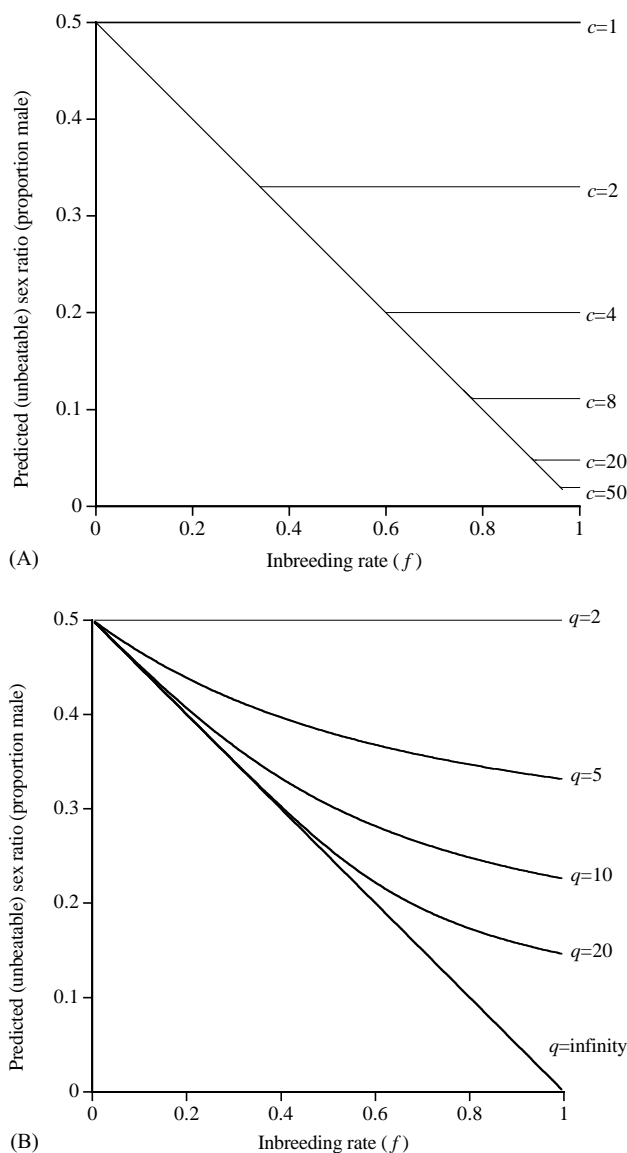 Predicted (unbeatable) sex ratio (proportion male)
0.5
0.4
0.3
0.2
0.1
0
c=1
c=2
c=4
c=8
c=20
c=50
0 0.2 0.4 0.6 0.8 1
(A) Inbreeding rate (f)
Predicted (unbeatable) sex ratio (proportion male)
0.5
0.4
0.3
0.2
0.1
0
q=2
q=5
q=10
q=20
q=infinity
0 0.2 0.4 0.6 0.8 1
(B) Inbreeding rate (f)